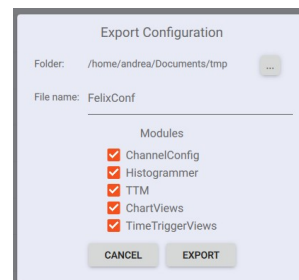 Export Configuration
Folder: /home/andrea/Documents/tmp ...
File name: FelixConf
Modules
ChannelConfig
Histogrammer
TTM
ChartViews
TimeTriggerViews
CANCEL EXPORT